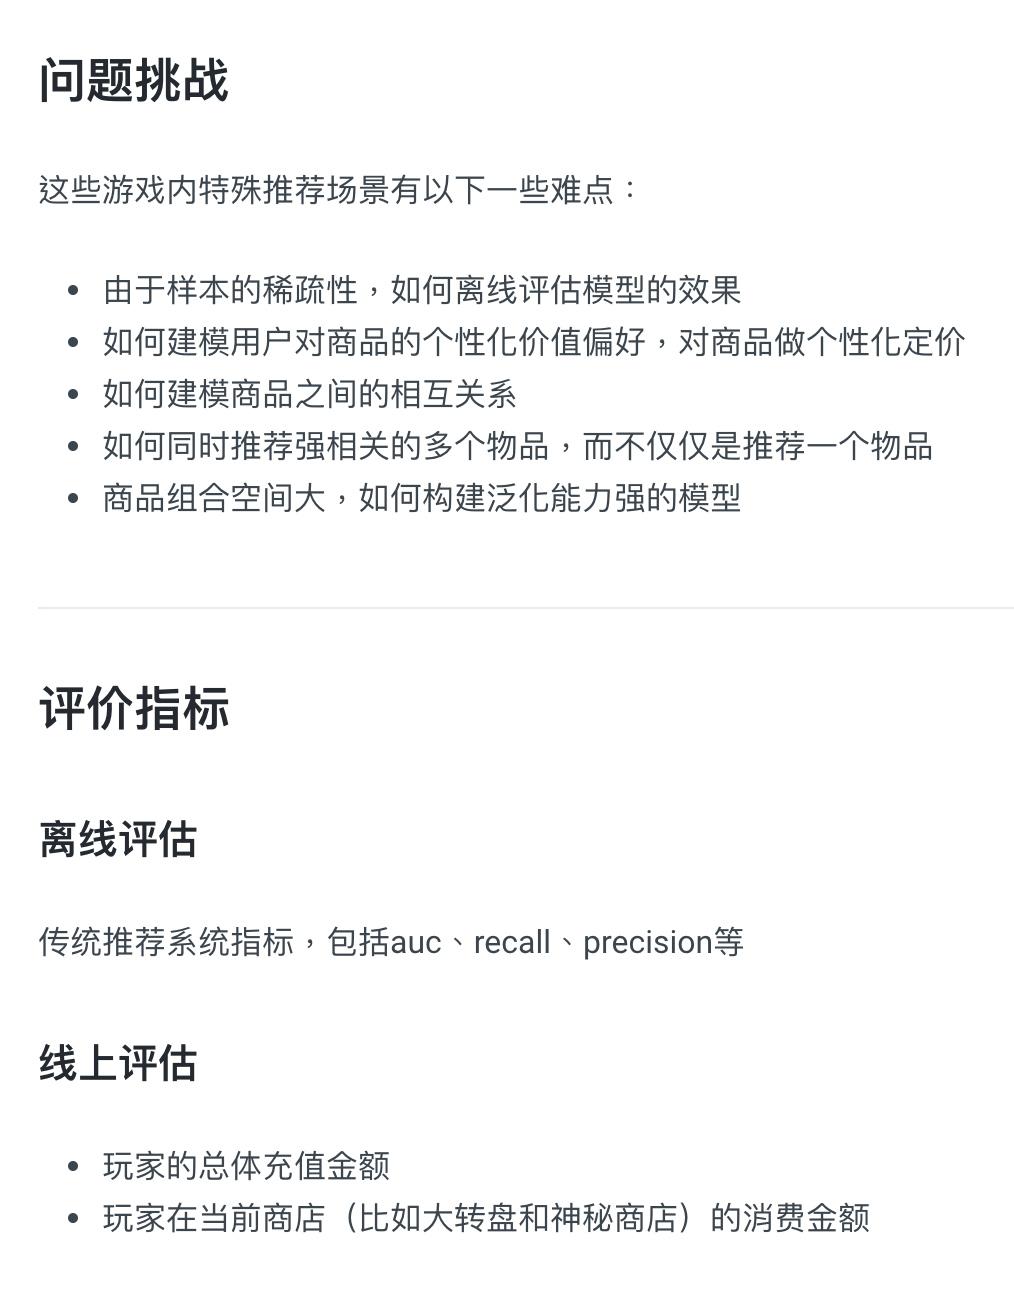 问题挑战
这些游戏内特殊推荐场景有以下一些难点：
由于样本的稀疏性，如何离线评估模型的效果
如何建模用户对商品的个性化价值偏好，对商品做个性化定价
如何建模商品之间的相互关系
如何同时推荐强相关的多个物品，而不仅仅是推荐一个物品
商品组合空间大，如何构建泛化能力强的模型
评价指标
离线评估
传统推荐系统指标，包括auc、recall、precision等
线上评估
玩家的总体充值金额
玩家在当前商店（比如大转盘和神秘商店）的消费金额